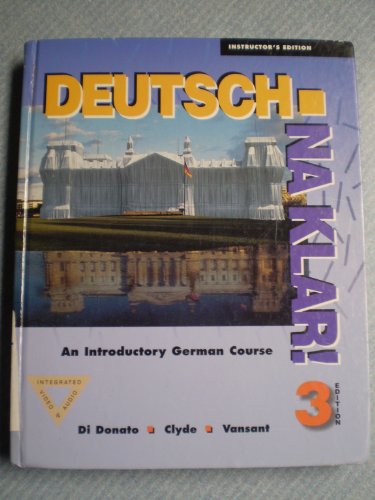 INSTRUCTOR'S EDITION
DEUTSCH-
NA KLAR!
An Introductory German Course
INTEGRATED
VIDEO & AUDIO
3
EDITION
Di Donato ■ Clyde ■ Vansant